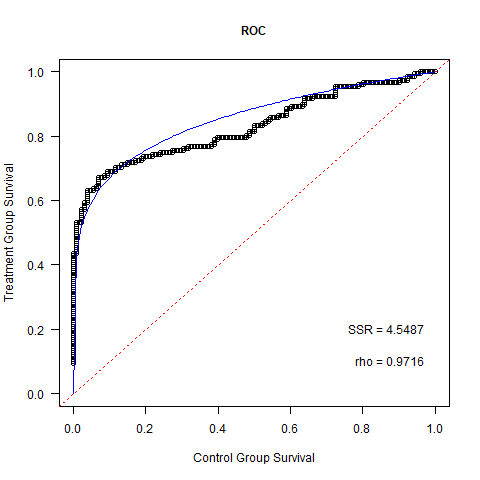 ROC
Treatment Group Survival
1.0
0.8
0.6
0.4
0.2
0.0
SSR = 4.5487
rho = 0.9716
0.0 0.2 0.4 0.6 0.8 1.0
Control Group Survival